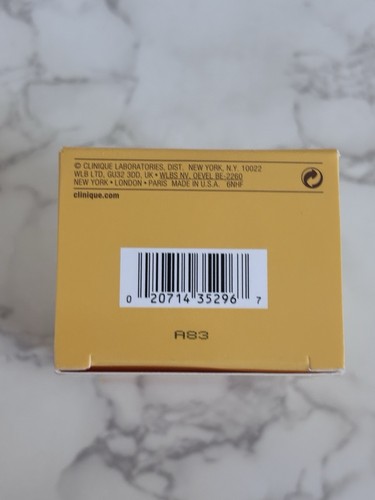 © CLINIQUE LABORATORIES, DIST. NEW YORK, N.Y. 10022
WLB LTD, GU32 3DD, UK • WLBS NV, OEVEL BE-2260
NEW YORK • LONDON • PARIS MADE IN U.S.A. 6NHF
clinique.com
0 20714 35296 7
A83